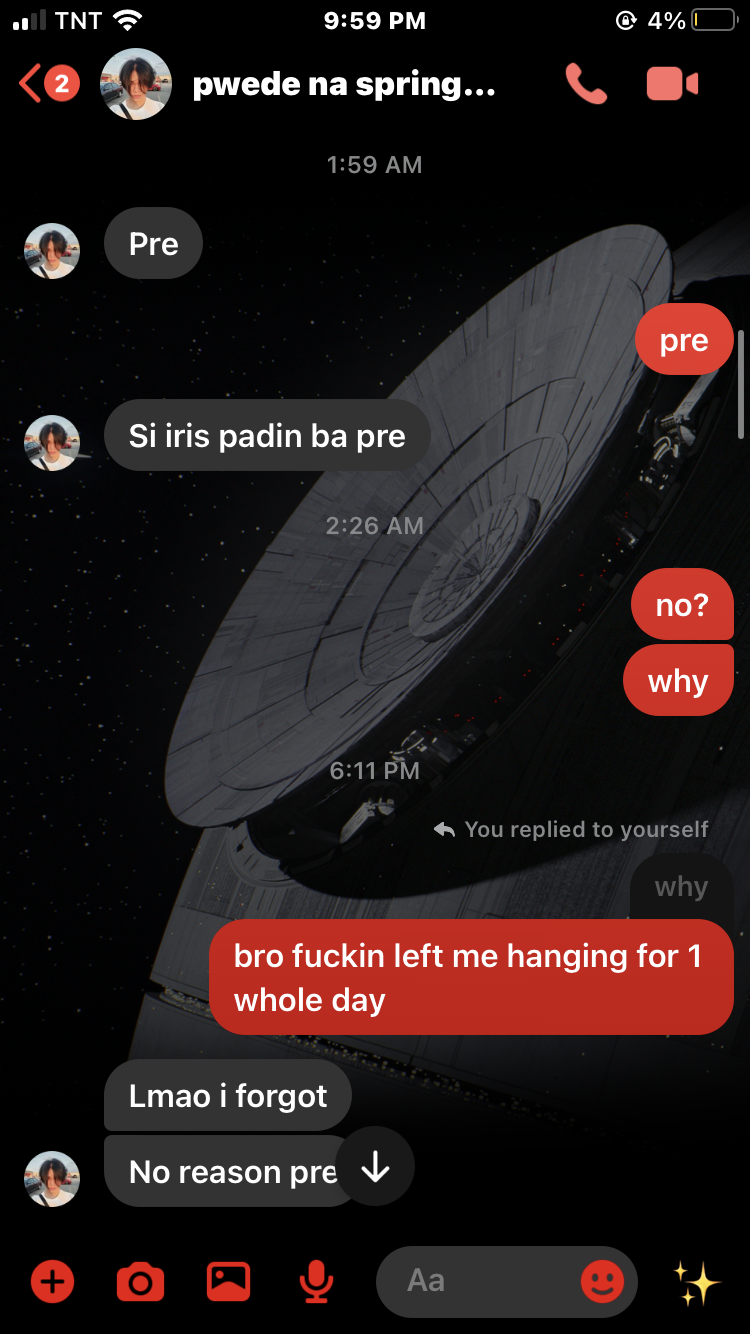 TNT
9:59 PM
4%
2
pwede na spring...
1:59 AM
Pre
pre
Si iris padin ba pre
2:26 AM
no?
why
6:11 PM
You replied to yourself
why
bro fuckin left me hanging for 1
whole day
Lmao i forgot
No reason pre
Aa